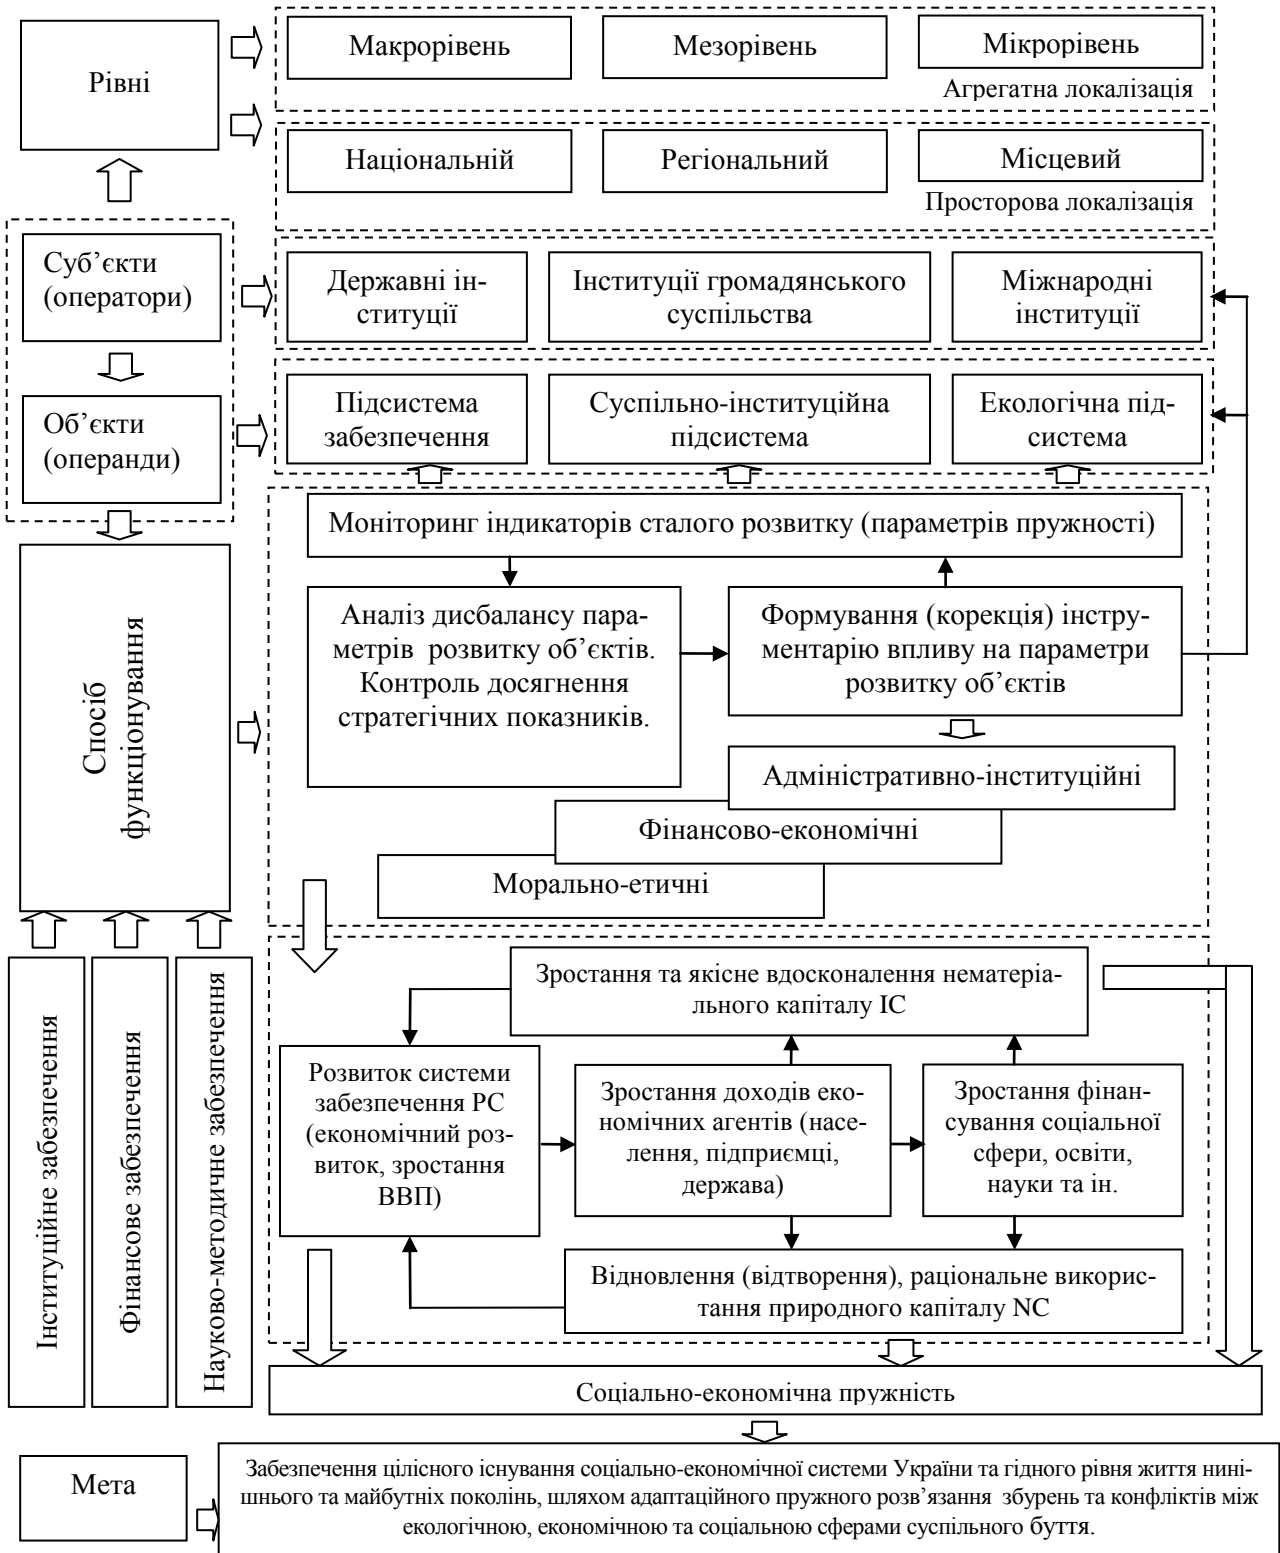 Рівні
Макрорівень
Мезорівень
Мікрорівень
Агрегатна локалізація
Національній
Регіональний
Місцевий
Просторова локалізація
Суб’єкти
(оператори)
Державні ін-
ституції
Інституції громадянського
суспільства
Міжнародні
інституції
Об’єкти
(операнди)
Підсистема
забезпечення
Суспільно-інституційна
підсистема
Екологічна під-
система
Спосіб
функціонування
Моніторинг індикаторів сталого розвитку (параметрів пружності)
Аналіз дисбалансу пара-
метрів розвитку об’єктів.
Контроль досягнення
стратегічних показників.
Формування (корекція) інстру-
ментарію впливу на параметри
розвитку об’єктів
Адміністративно-інституційні
Фінансово-економічні
Морально-етичні
Інституційне забезпечення
Фінансове забезпечення
Науково-методичне забезпечення
Зростання та якісне вдосконалення нематеріа-
льного капіталу ІС
Розвиток системи
забезпечення РС
(економічний роз-
виток, зростання
ВВП)
Зростання доходів еко-
номічних агентів (насе-
лення, підприємці,
держава)
Зростання фінан-
сування соціальної
сфери, освіти,
науки та ін.
Відновлення (відтворення), раціональне викорис-
тання природного капіталу NC
Соціально-економічна пружність
Мета
Забезпечення цілісного існування соціально-економічної системи України та гідного рівня життя нині-
шнього та майбутніх поколінь, шляхом адаптаційного пружного розв’язання збурень та конфліктів між
екологічною, економічною та соціальною сферами суспільного буття.